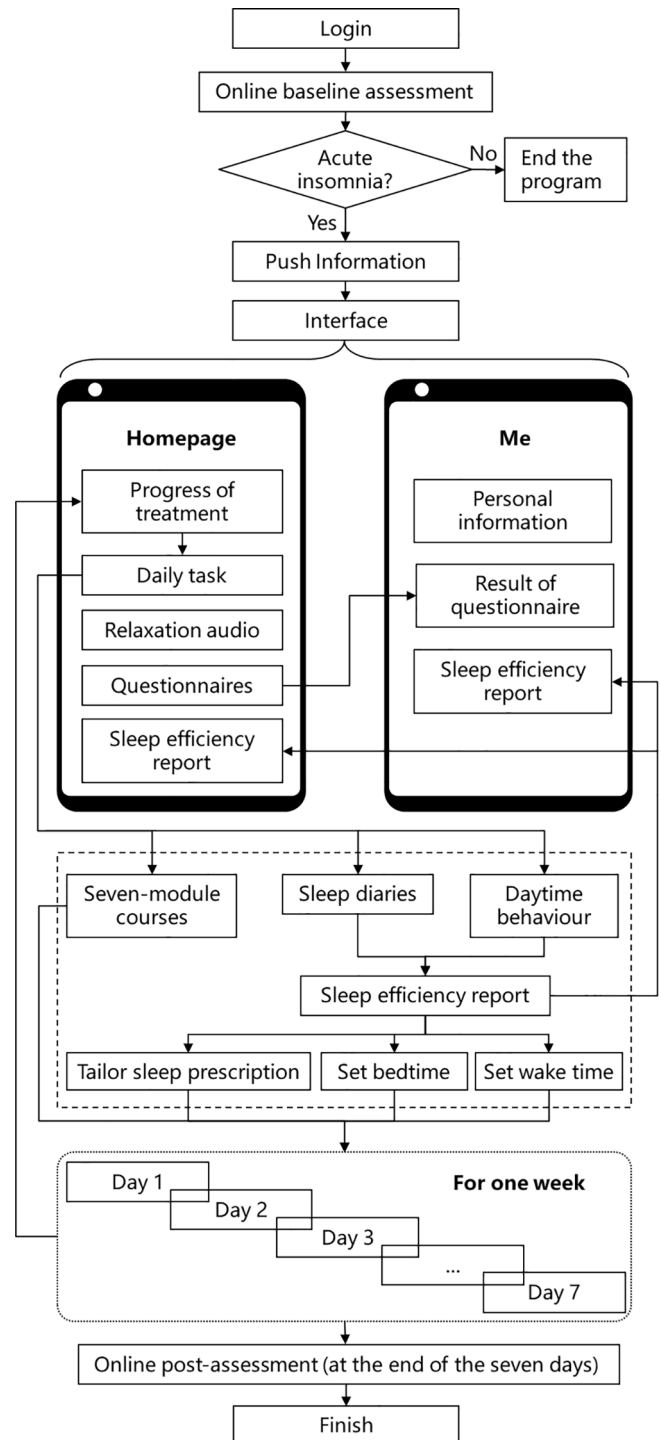 Login
Online baseline assessment
Acute
insomnia?
No
End the
program
Yes
Push Information
Interface
Homepage
Progress of
treatment
Daily task
Relaxation audio
Questionnaires
Sleep efficiency
report
Me
Personal
information
Result of
questionnaire
Sleep efficiency
report
Seven-module
courses
Sleep diaries
Daytime
behaviour
Sleep efficiency report
Tailor sleep prescription
Set bedtime
Set wake time
For one week
Day 1
Day 2
Day 3
...
Day 7
Online post-assessment (at the end of the seven days)
Finish